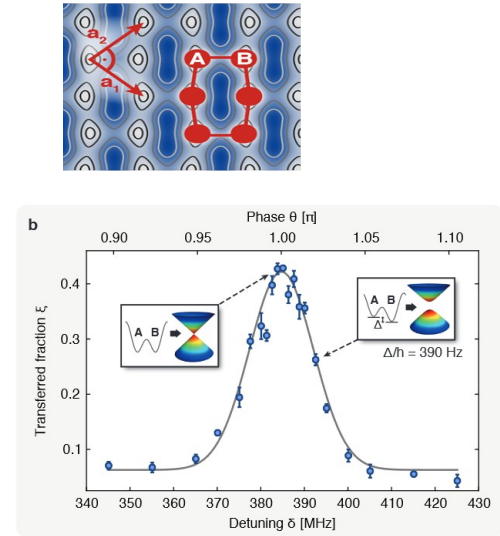 a₂
a₁
A B
b
Phase θ [π]
0.90 0.95 1.00 1.05 1.10
Transferred fraction ξ
0.4
0.3
0.2
0.1
A B
A B
Δ
Δ/h = 390 Hz
340 350 360 370 380 390 400 410 420 430
Detuning δ [MHz]